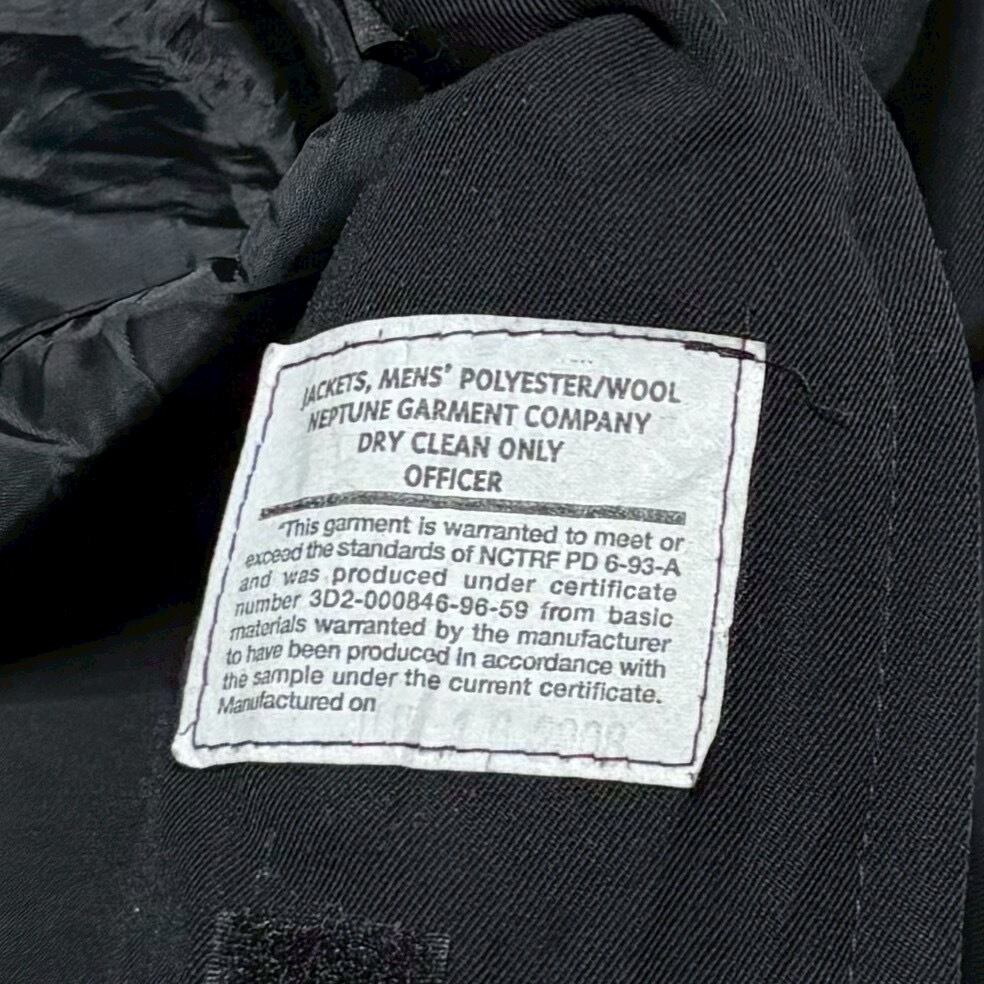 JACKETS, MENS' POLYESTER/WOOL
NEPTUNE GARMENT COMPANY
DRY CLEAN ONLY
OFFICER
"This garment is warranted to meet or
exceed the standards of NCTRF PD 6-93-A
and was produced under certificate
number 3D2-000846-96-59 from basic
materials warranted by the manufacturer
to have been produced in accordance with
the sample under the current certificate.
Manufactured on
2008